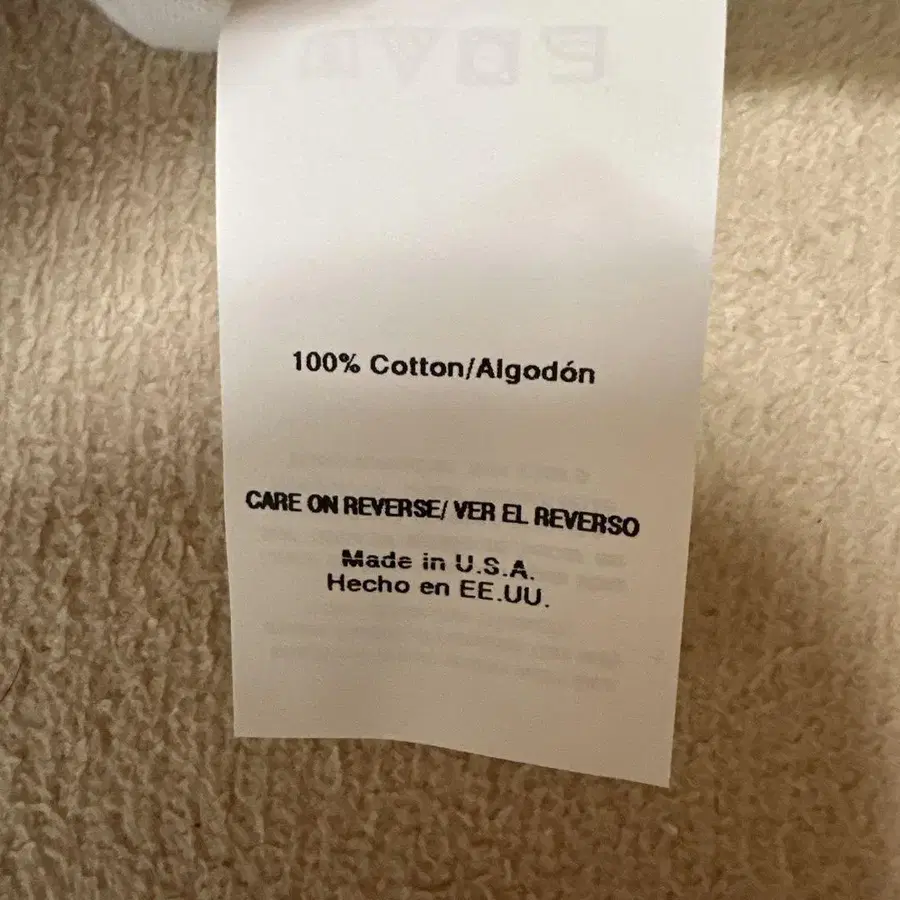 100% Cotton/Algodón
CARE ON REVERSE/ VER EL REVERSO
Made in U.S.A.
Hecho en EE.UU.